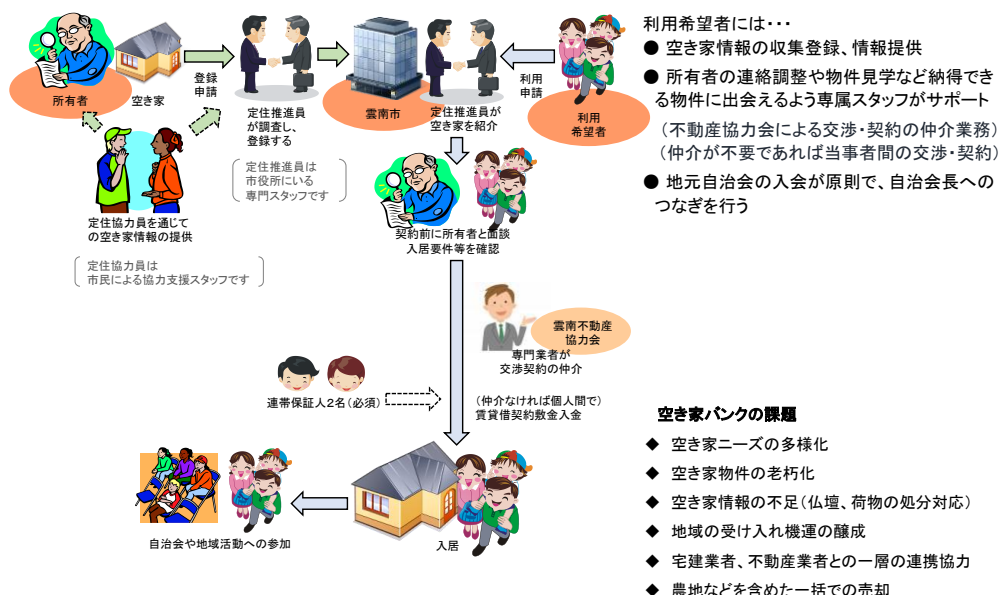 所有者
空き家
登録
申請
定住推進員
が調査し、
登録する
雲南市
定住推進員が
空き家を紹介
利用
申請
利用
希望者
定住推進員は
市役所にいる
専門スタッフです
定住協力員を通じて
の空き家情報の提供
定住協力員は
市民による協力支援スタッフです
契約前に所有者と面談
入居要件等を確認
雲南不動産
協力会
専門業者が
交渉契約の仲介
連帯保証人2名(必須)
(仲介なければ個人間で)
賃貸借契約敷金入金
自治会や地域活動への参加
入居
利用希望者には・・・
● 空き家情報の収集登録、情報提供
● 所有者の連絡調整や物件見学など納得でき
る物件に出会えるよう専属スタッフがサポート
(不動産協力会による交渉・契約の仲介業務)
(仲介が不要であれば当事者間の交渉・契約)
● 地元自治会の入会が原則で、自治会長への
つなぎを行う
空き家バンクの課題
◆ 空き家ニーズの多様化
◆ 空き家物件の老朽化
◆ 空き家情報の不足(仏壇、荷物の処分対応)
◆ 地域の受け入れ機運の醸成
◆ 宅建業者、不動産業者との一層の連携協力
◆ 農地などを含めた一括での売却